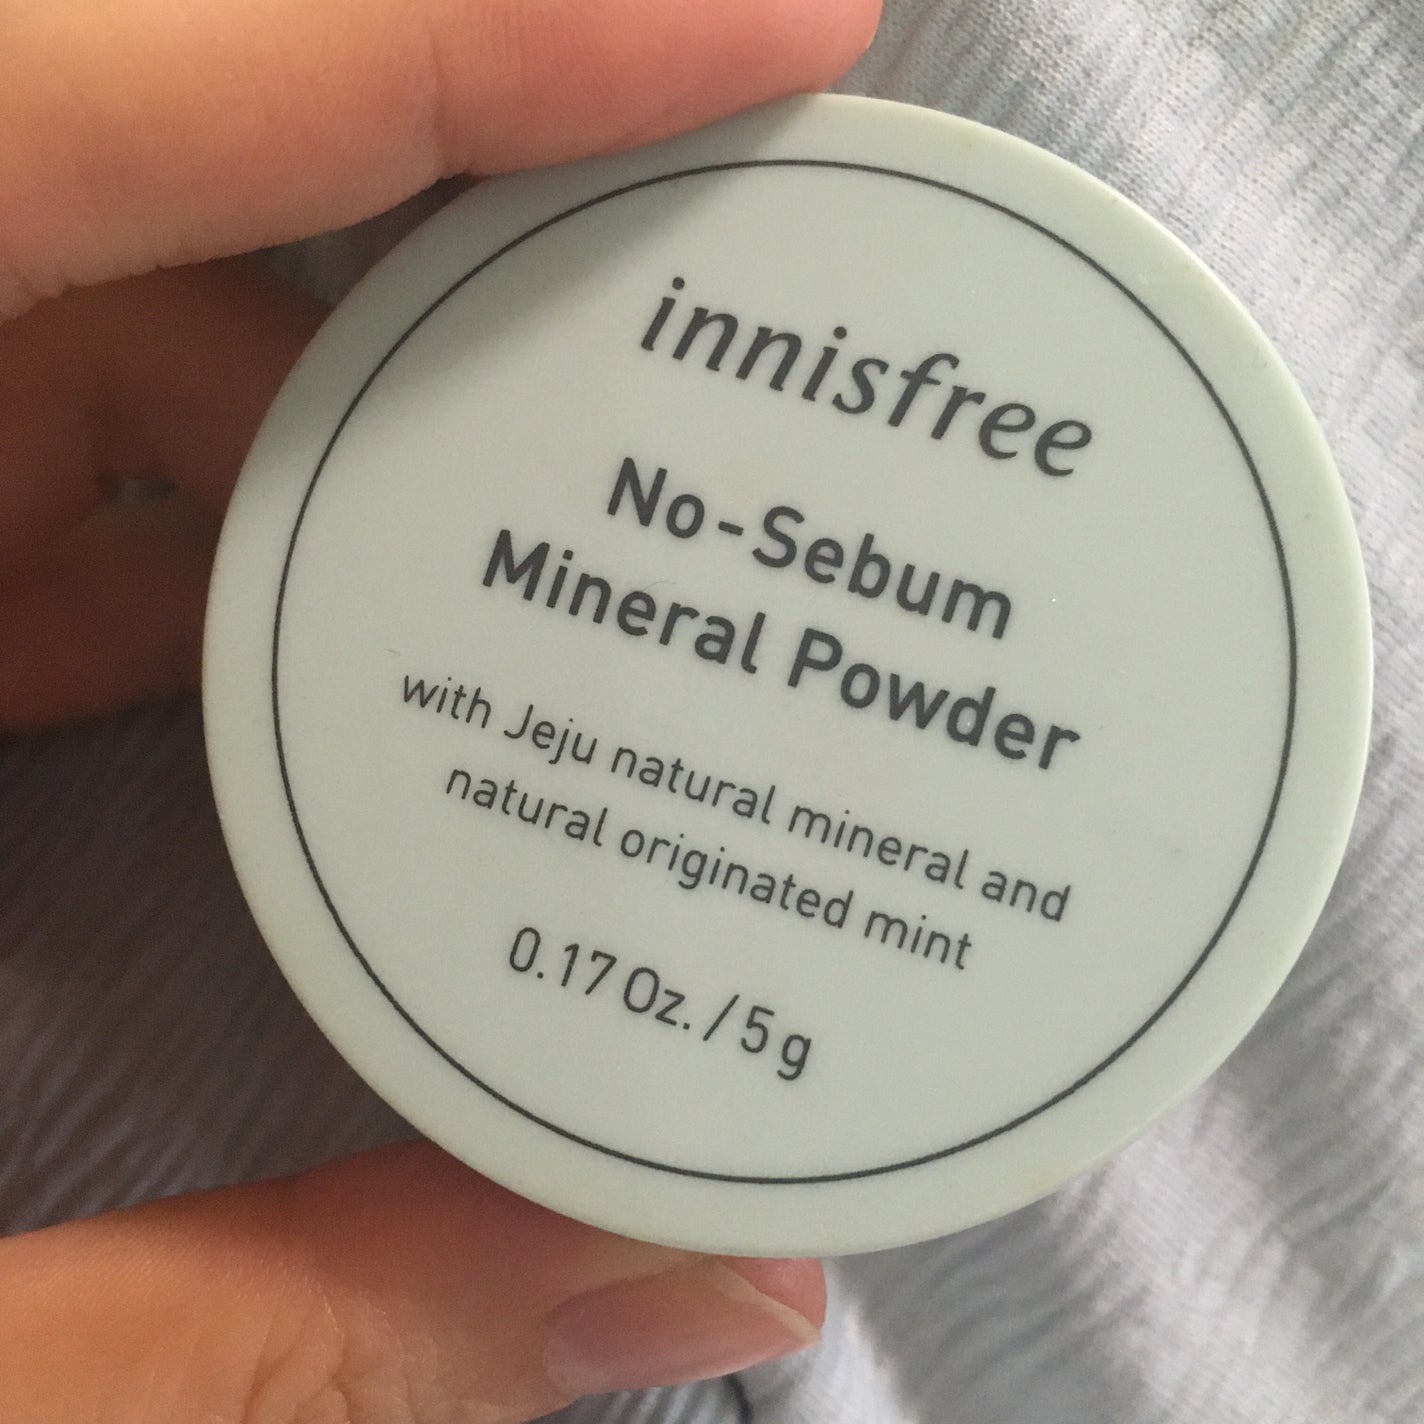 innisfree
No-Sebum
Mineral Powder
with Jeju natural mineral and
natural originated mint
0.17 Oz. / 5 g